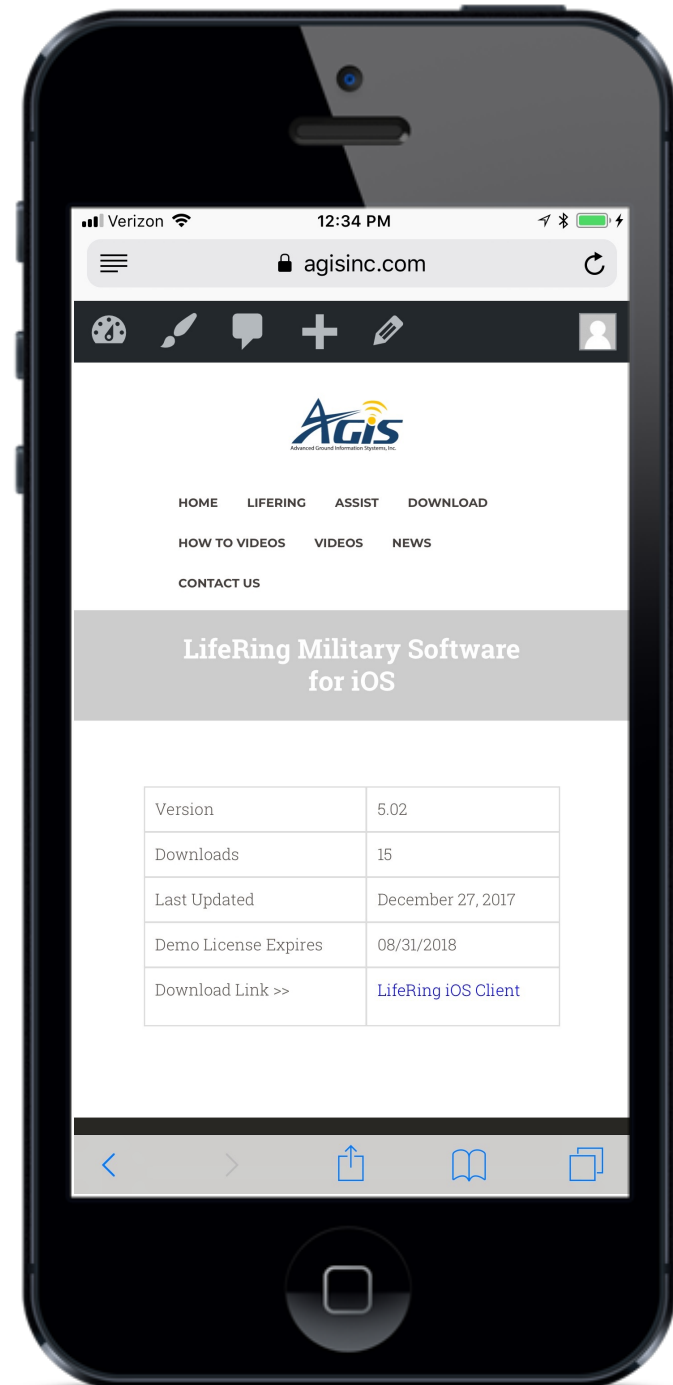 Verizon 12:34 PM
agisinc.com
AGIS
Advanced Ground Information Systems, Inc.
HOME LIFERING ASSIST DOWNLOAD
HOW TO VIDEOS VIDEOS NEWS
CONTACT US
LifeRing Military Software
for iOS
Version 5.02
Downloads 15
Last Updated December 27, 2017
Demo License Expires 08/31/2018
Download Link >> LifeRing iOS Client